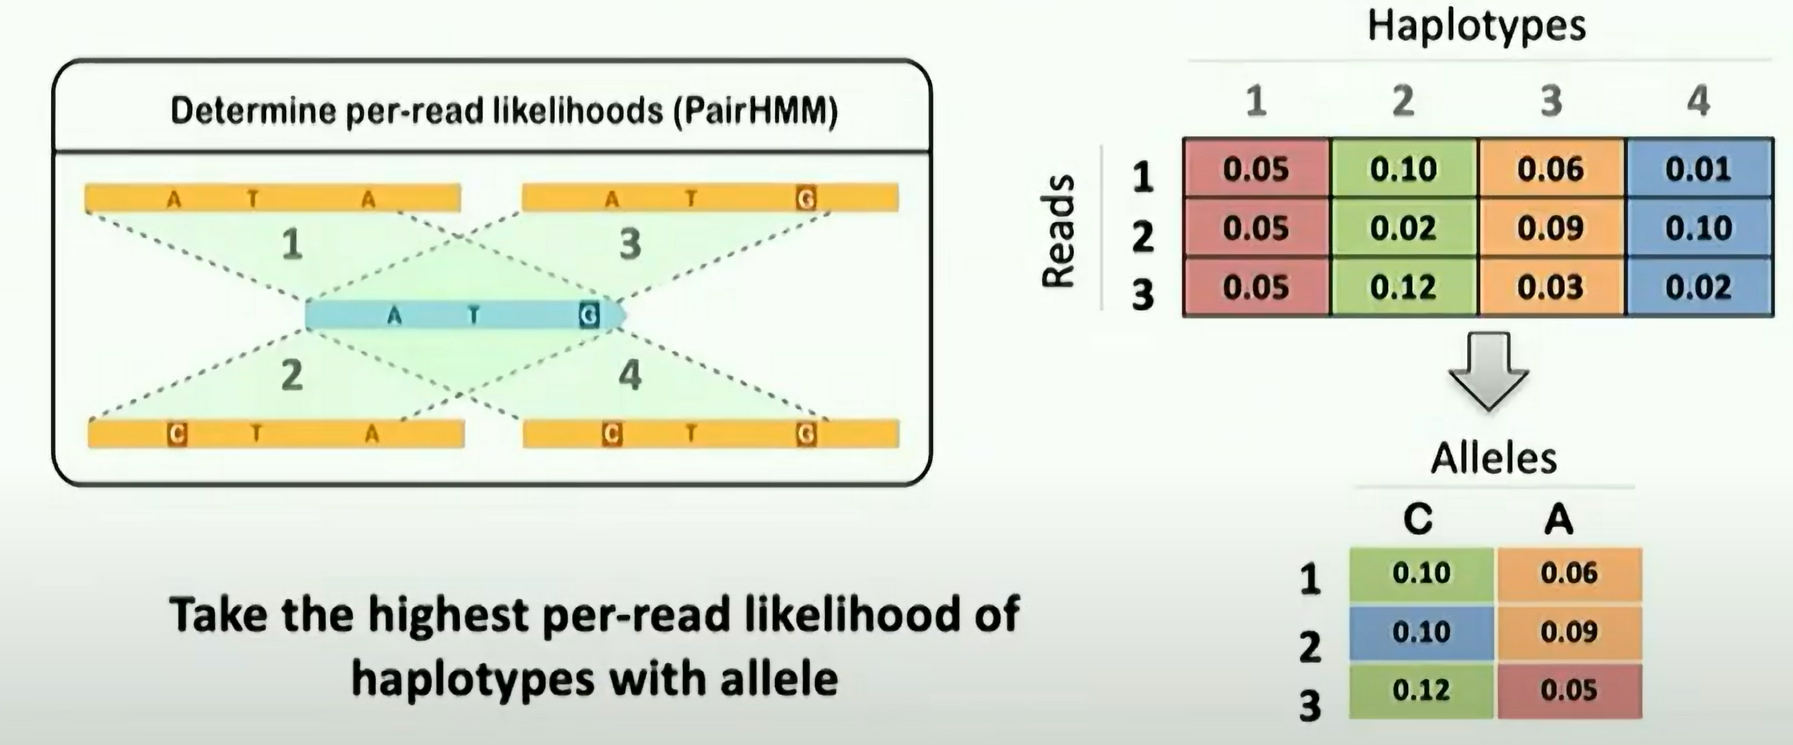 Determine per-read likelihoods (PairHMM)
A T A
A T G
1
3
A T G
2
4
C T A
C T G
Take the highest per-read likelihood of
haplotypes with allele
Haplotypes
1 2 3 4
Reads
1 0.05 0.10 0.06 0.01
2 0.05 0.02 0.09 0.10
3 0.05 0.12 0.03 0.02
Alleles
C A
1 0.10 0.06
2 0.10 0.09
3 0.12 0.05